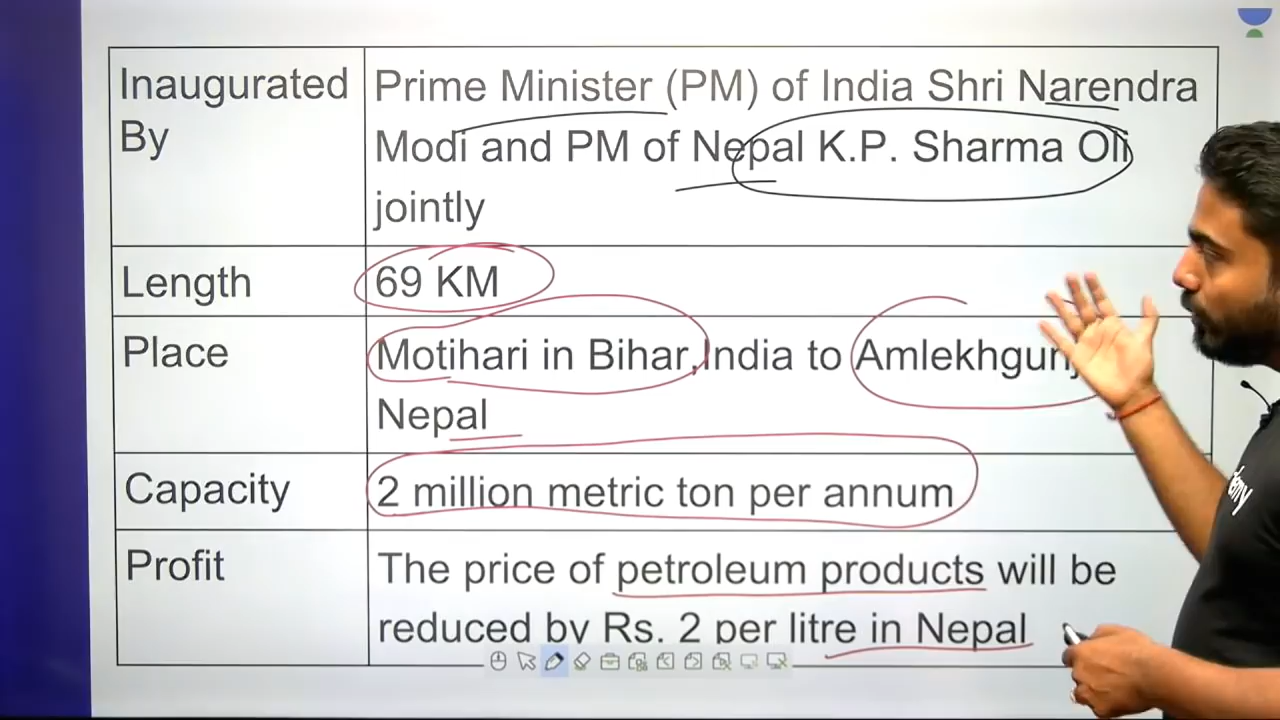 Inaugurated
By
Prime Minister (PM) of India Shri Narendra
Modi and PM of Nepal K.P. Sharma Oli
jointly
Length
69 KM
Place
Motihari in Bihar,India to Amlekhgunj
Nepal
Capacity
2 million metric ton per annum
Profit
The price of petroleum products will be
reduced by Rs. 2 per litre in Nepal
demy